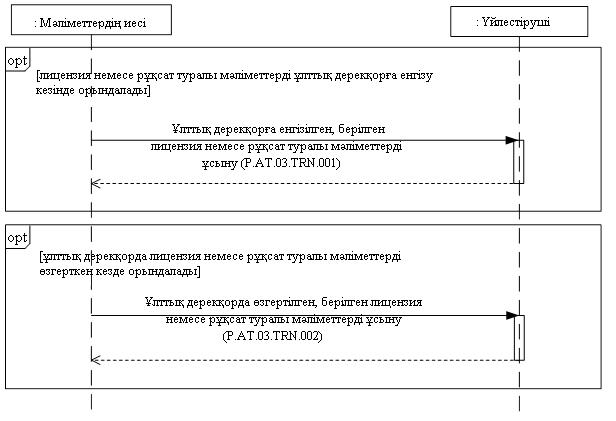 : Мәліметтердің иесі
: Үйлестіруші
opt
[лицензия немесе рұқсат туралы мәліметтерді ұлттық дерекқорға енгізу
кезінде орындалады]
Ұлттық дерекқорға енгізілген, берілген
лицензия немесе рұқсат туралы мәліметтерді
ұсыну (P.AT.03.TRN.001)
opt
[ұлттық дерекқорда лицензия немесе рұқсат туралы мәліметтерді
өзгерткен кезде орындалады]
Ұлттық дерекқорда өзгертілген, берілген лицензия
немесе рұқсат туралы мәліметтерді ұсыну
(P.AT.03.TRN.002)